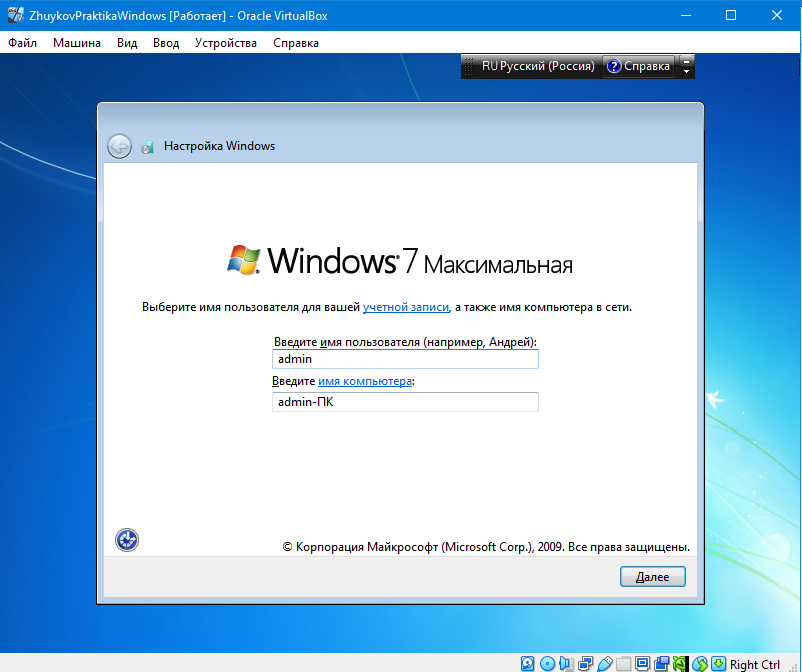 ZhuykovPraktikaWindows [Работает] - Oracle VirtualBox
Файл Машина Вид Ввод Устройства Справка
RU Русский (Россия) ? Справка
Настройка Windows
Windows 7 Максимальная
Выберите имя пользователя для вашей учетной записи, а также имя компьютера в сети.
Введите имя пользователя (например, Андрей):
admin
Введите имя компьютера:
admin-ПК
© Корпорация Майкрософт (Microsoft Corp.), 2009. Все права защищены.
Далее
Right Ctrl